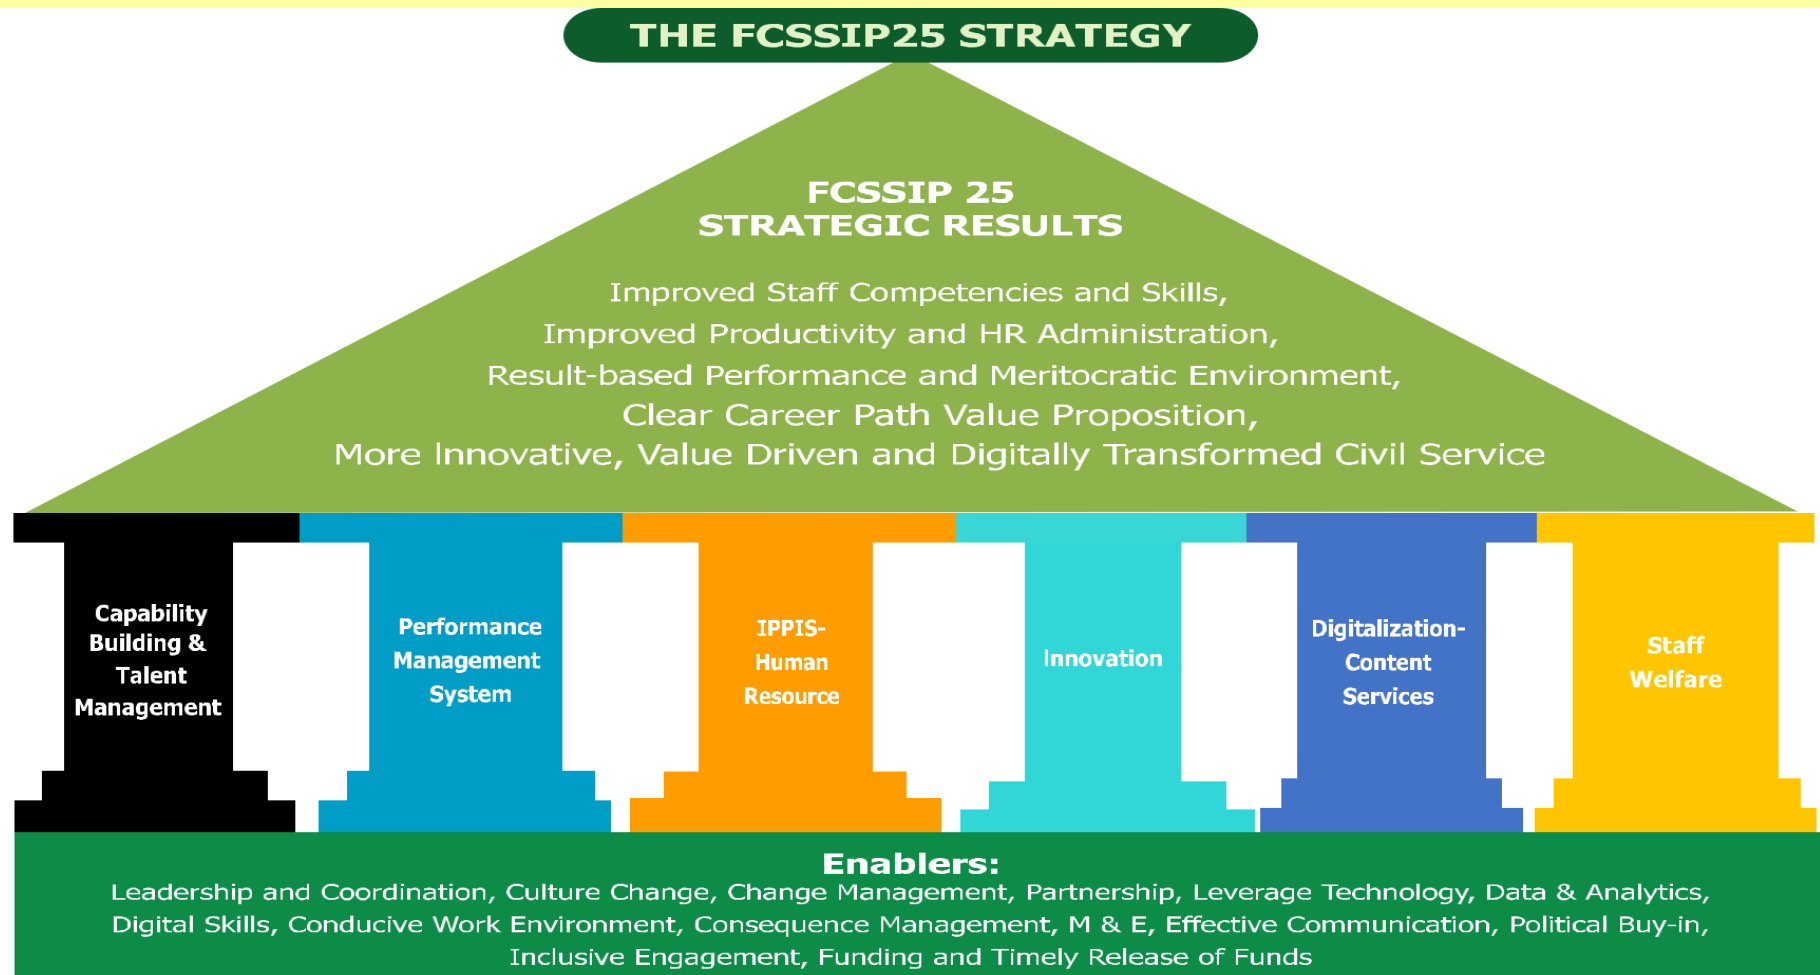 THE FCSSIP25 STRATEGY
FCSSIP 25
STRATEGIC RESULTS
Improved Staff Competencies and Skills,
Improved Productivity and HR Administration,
Result-based Performance and Meritocratic Environment,
Clear Career Path Value Proposition,
More Innovative, Value Driven and Digitally Transformed Civil Service
Capability
Building &
Talent
Management
Performance
Management
System
IPPIS-
Human
Resource
Innovation
Digitalization-
Content
Services
Staff
Welfare
Enablers:
Leadership and Coordination, Culture Change, Change Management, Partnership, Leverage Technology, Data & Analytics,
Digital Skills, Conducive Work Environment, Consequence Management, M & E, Effective Communication, Political Buy-in,
Inclusive Engagement, Funding and Timely Release of Funds